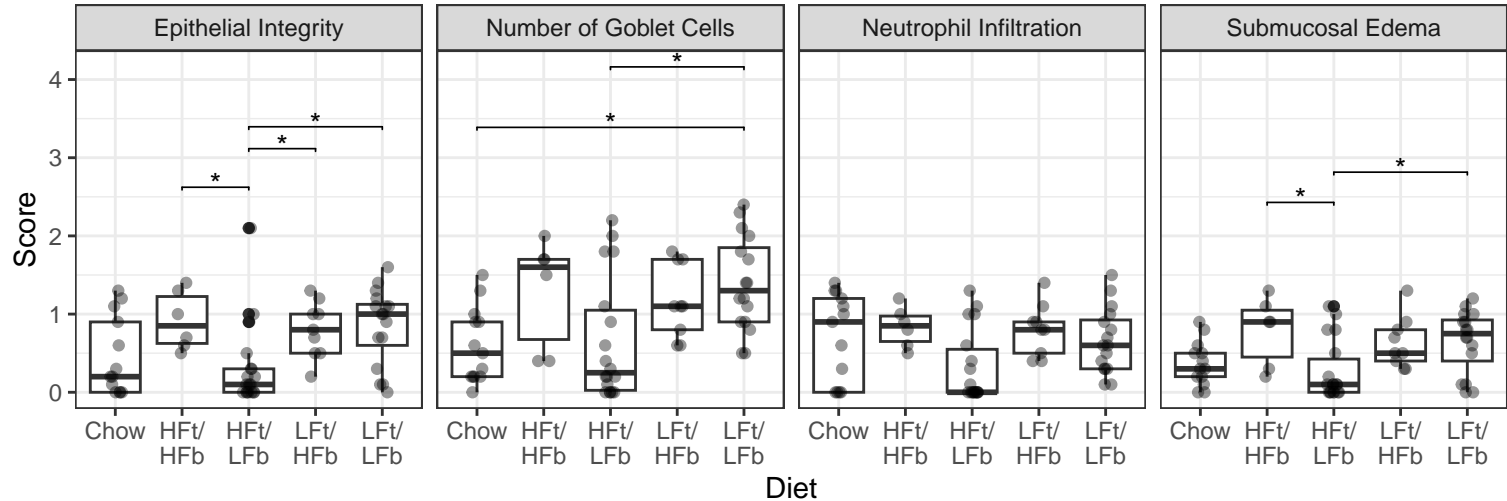 Epithelial Integrity
Number of Goblet Cells
Neutrophil Infiltration
Submucosal Edema
Score
4
3
2
1
0
*
*
*
*
*
*
*
Chow
HFt/
HFb
HFt/
LFb
LFt/
HFb
LFt/
LFb
Chow
HFt/
HFb
HFt/
LFb
LFt/
HFb
LFt/
LFb
Chow
HFt/
HFb
HFt/
LFb
LFt/
HFb
LFt/
LFb
Chow
HFt/
HFb
HFt/
LFb
LFt/
HFb
LFt/
LFb
Diet